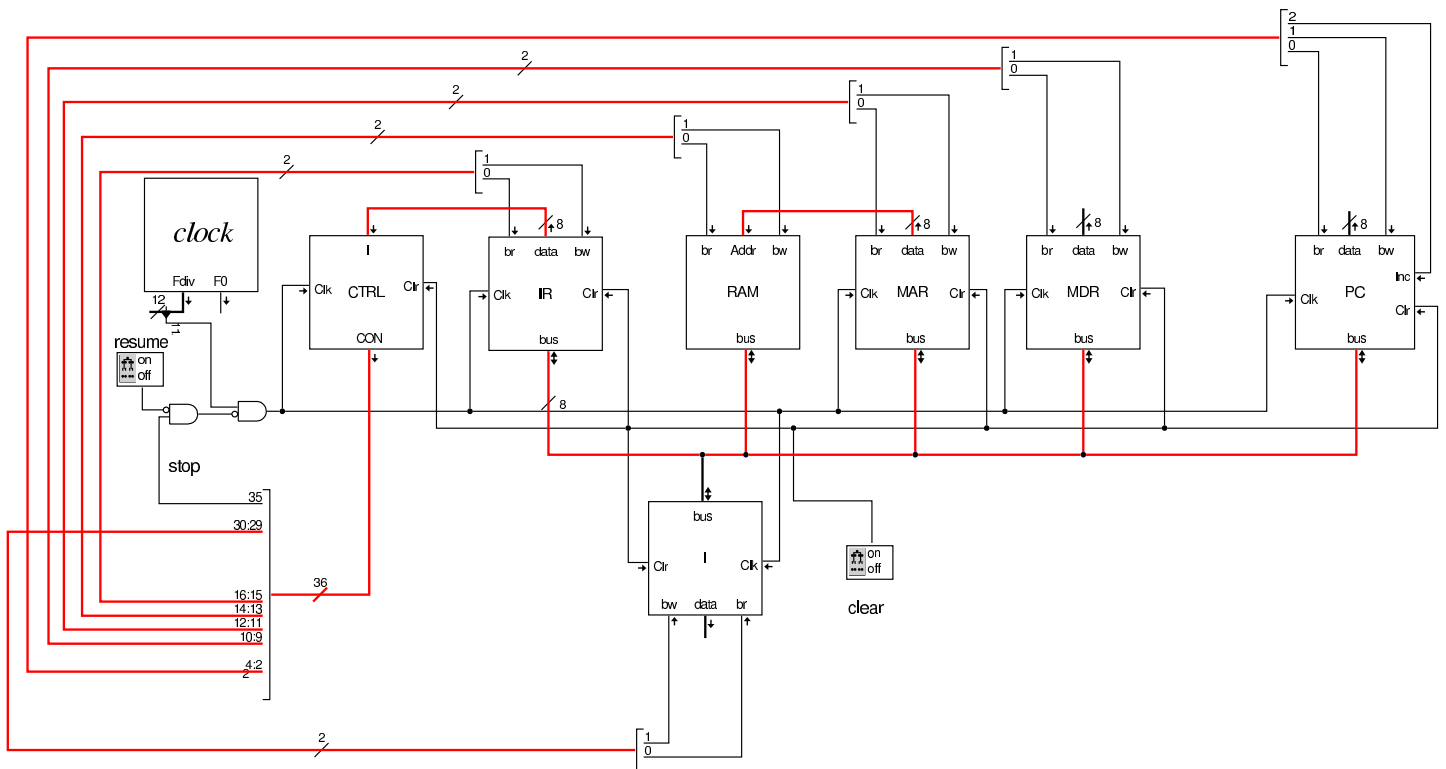 2
1
0
2
1
0
2
1
0
2
1
0
2
1
0
clock
Fdiv F0
12
11
8
8
8
8
I
Clk CTRL Clr
CON
br data bw
Clk IR Clr
bus
br Addr bw
RAM
bus
br data bw
Clk MAR Clr
bus
br data bw
Clk MDR Clr
bus
br data bw
Inc
Clk PC
Clr
bus
resume
on
off
8
stop
35
30:29
16:15
14:13
12:11
10:9
4:2
2
36
bus
I
Clr Clk
bw data br
on
off
clear
2
1
0